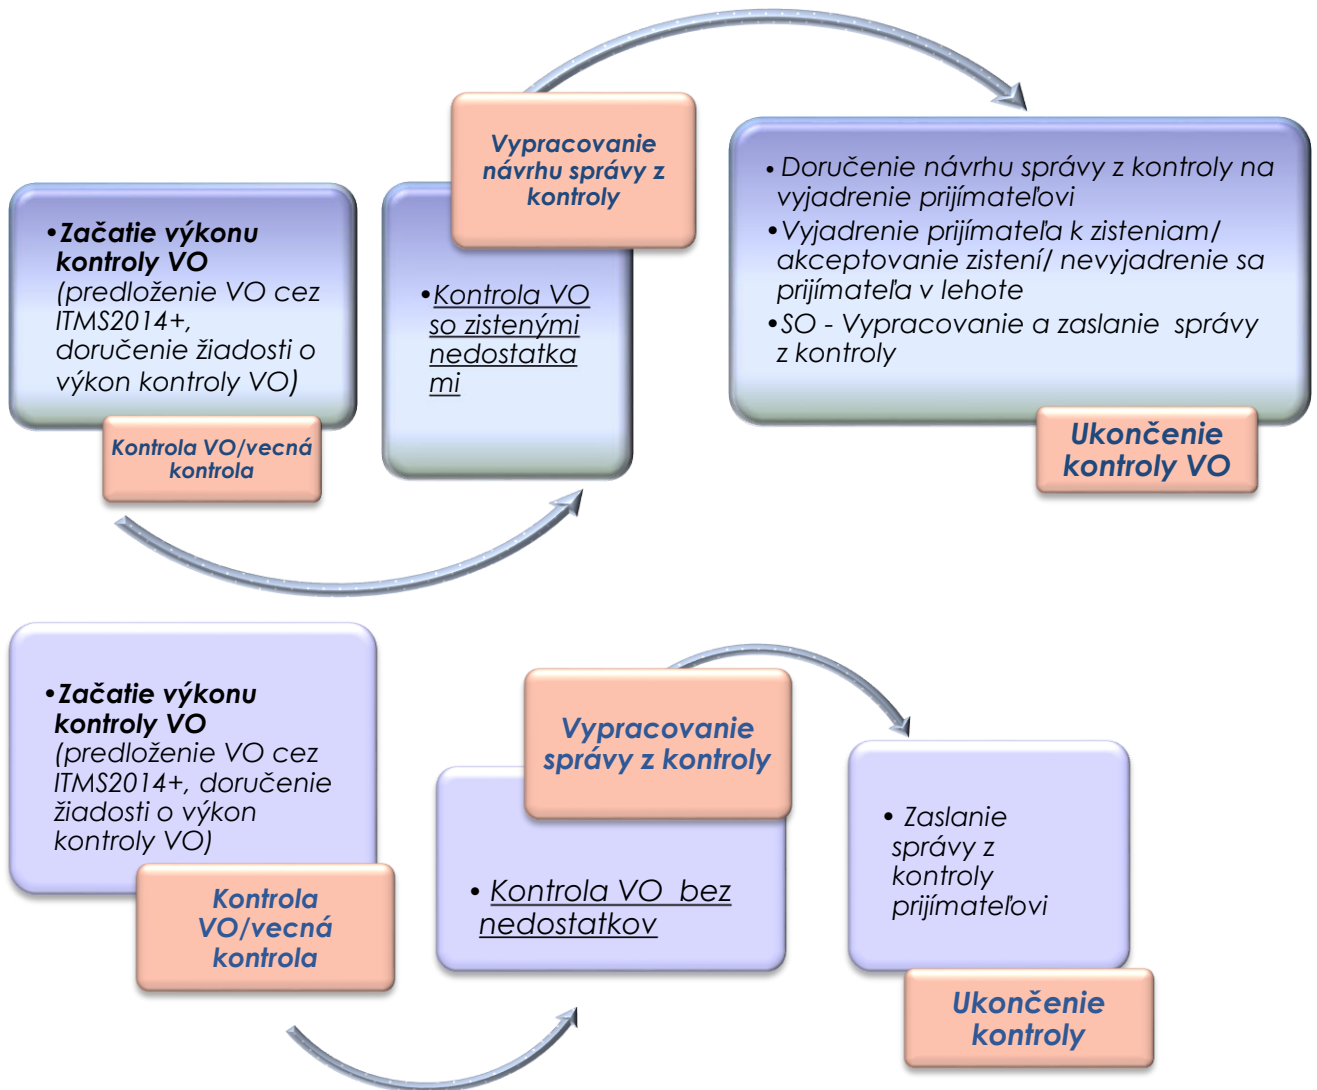 •Začatie výkonu
kontroly VO
(predloženie VO cez
ITMS2014+,
doručenie žiadosti o
výkon kontroly VO)
Kontrola VO/vecná
kontrola
•Kontrola VO
so zistenými
nedostatka
mi
Vypracovanie
návrhu správy z
kontroly
• Doručenie návrhu správy z kontroly na
vyjadrenie prijímateľovi
•Vyjadrenie prijímateľa k zisteniam/
akceptovanie zistení/ nevyjadrenie sa
prijímateľa v lehote
•SO - Vypracovanie a zaslanie správy
z kontroly
Ukončenie
kontroly VO
•Začatie výkonu
kontroly VO
(predloženie VO cez
ITMS2014+, doručenie
žiadosti o výkon
kontroly VO)
Kontrola
VO/vecná
kontrola
Vypracovanie
správy z kontroly
• Kontrola VO bez
nedostatkov
• Zaslanie
správy z
kontroly
prijímateľovi
Ukončenie
kontroly